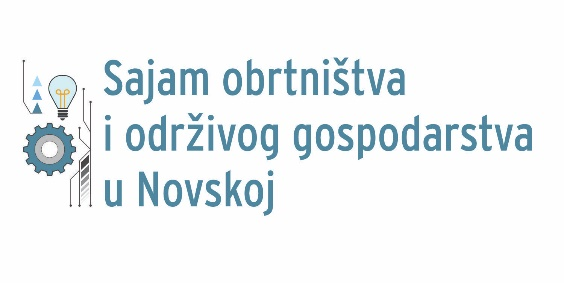 Sajam obrtništva
i održivog gospodarstva
u Novskoj